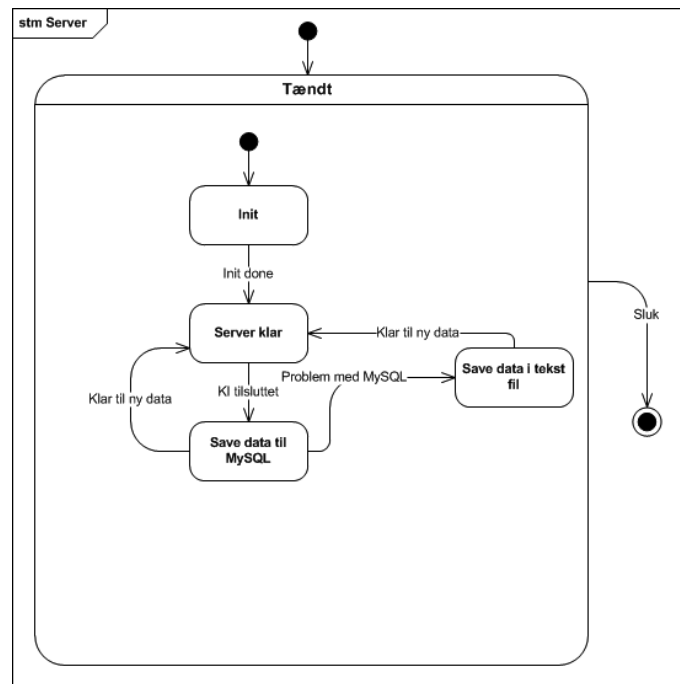 stm Server
Tændt
Init
Init done
Server klar
Klar til ny data
Sluk
Save data i tekst
fil
Problem med MySQL
KI tilsluttet
Klar til ny data
Save data til
MySQL